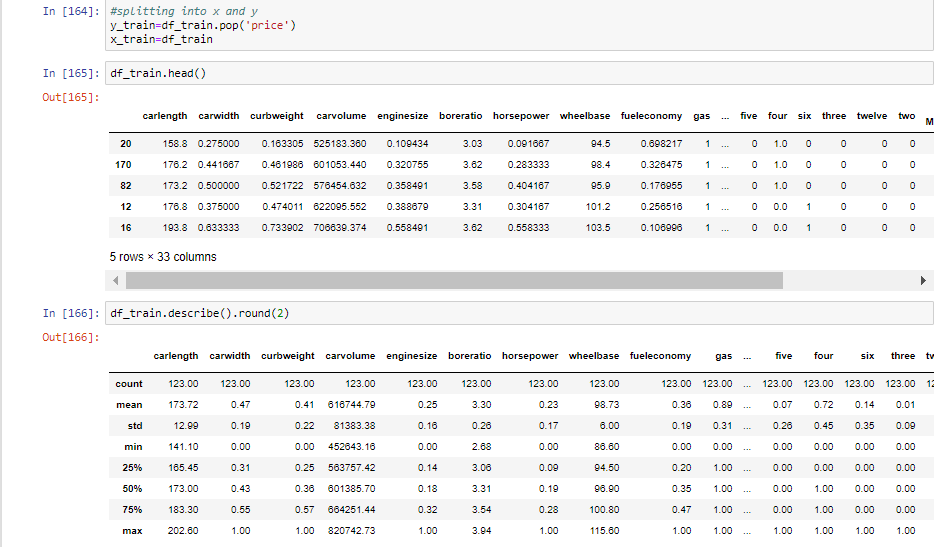 In [164]: #splitting into x and y
y_train=df_train.pop('price')
x_train=df_train
In [165]: df_train.head()
Out[165]:
carlength carwidth curbweight carvolume enginesize boreratio horsepower wheelbase fueleconomy gas ... five four six three twelve two M
20 158.8 0.275000 0.163305 525183.360 0.109434 3.03 0.091667 94.5 0.698217 1 ... 0 1.0 0 0 0 0
170 176.2 0.441667 0.461986 601053.440 0.320755 3.62 0.283333 98.4 0.326475 1 ... 0 1.0 0 0 0 0
82 173.2 0.500000 0.521722 576454.632 0.358491 3.58 0.404167 95.9 0.176955 1 ... 0 1.0 0 0 0 0
12 176.8 0.375000 0.474011 622095.552 0.388679 3.31 0.304167 101.2 0.256516 1 ... 0 0.0 1 0 0 0
16 193.8 0.633333 0.733902 706639.374 0.558491 3.62 0.558333 103.5 0.106996 1 ... 0 0.0 1 0 0 0
5 rows × 33 columns
In [166]: df_train.describe().round(2)
Out[166]:
carlength carwidth curbweight carvolume enginesize boreratio horsepower wheelbase fueleconomy gas ... five four six three tw
count 123.00 123.00 123.00 123.00 123.00 123.00 123.00 123.00 123.00 123.00 ... 123.00 123.00 123.00 123.00 12
mean 173.72 0.47 0.41 616744.79 0.25 3.30 0.23 98.73 0.36 0.89 ... 0.07 0.72 0.14 0.01
std 12.99 0.19 0.22 81383.38 0.16 0.26 0.17 6.00 0.19 0.31 ... 0.26 0.45 0.35 0.09
min 141.10 0.00 0.00 452643.16 0.00 2.68 0.00 86.60 0.00 0.00 ... 0.00 0.00 0.00 0.00
25% 165.45 0.31 0.25 563757.42 0.14 3.06 0.09 94.50 0.20 1.00 ... 0.00 0.00 0.00 0.00
50% 173.00 0.43 0.36 601385.70 0.18 3.31 0.19 96.90 0.35 1.00 ... 0.00 1.00 0.00 0.00
75% 183.30 0.55 0.57 664251.44 0.32 3.54 0.28 100.80 0.47 1.00 ... 0.00 1.00 0.00 0.00
max 202.60 1.00 1.00 820742.73 1.00 3.94 1.00 115.60 1.00 1.00 ... 1.00 1.00 1.00 1.00